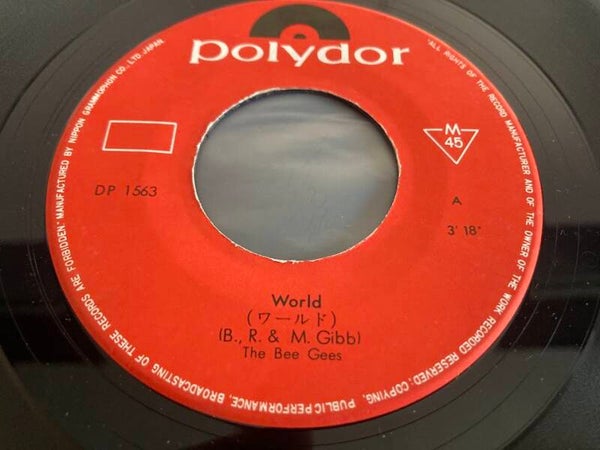 polydor
"ALL RIGHTS OF THE RECORD MANUFACTURER AND OF THE OWNER OF THE WORK RECORDED RESERVED: COPYING, PUBLIC PERFORMANCE, BROADCASTING OF THESE RECORDS ARE FORBIDDEN." MANUFACTURED BY NIPPON GRAMMOPHON CO., LTD. JAPAN
M
45
DP 1563
A
3' 18"
World
(ワールド)
(B., R. & M. Gibb)
The Bee Gees